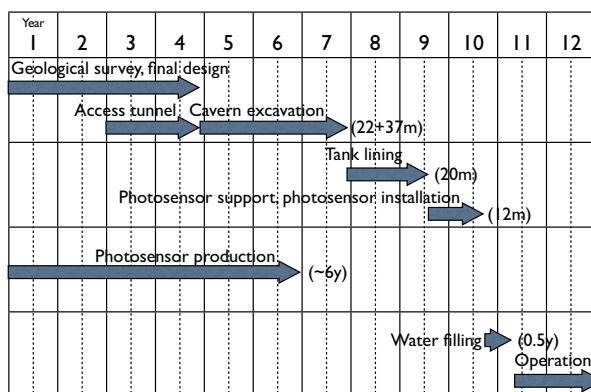 Year
1 2 3 4 5 6 7 8 9 10 11 12
Geological survey, final design
Access tunnel Cavern excavation (22+37m)
Tank lining
(20m)
Photosensor support, photosensor installation
(12m)
Photosensor production
(~6y)
Water filling (0.5y)
Operation